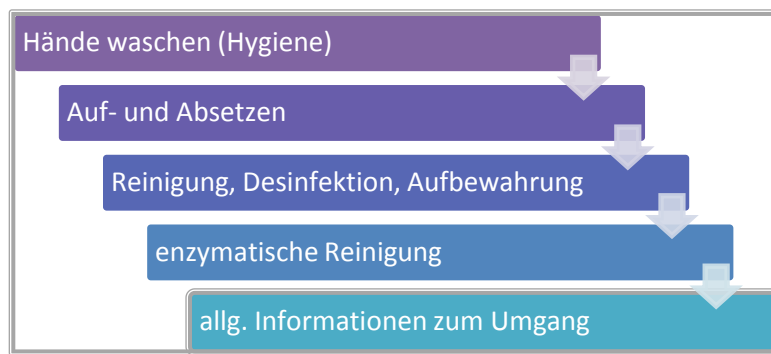 Hände waschen (Hygiene)
Auf- und Absetzen
Reinigung, Desinfektion, Aufbewahrung
enzymatische Reinigung
allg. Informationen zum Umgang